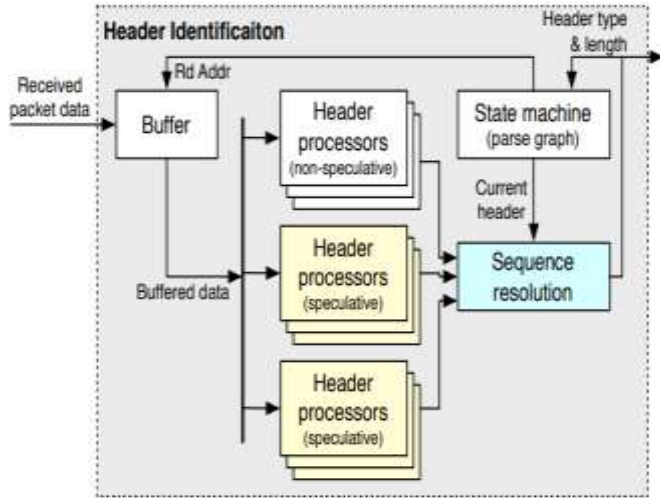 Header Identificaiton
Header type
& length
Rd Addr
Received
packet data
Buffer
Header
processors
(non-speculative)
State machine
(parse graph)
Current
header
Header
processors
(speculative)
Sequence
resolution
Buffered data
Header
processors
(speculative)